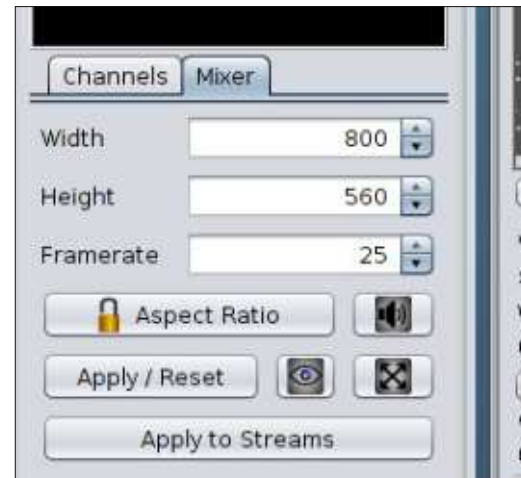 Channels Mixer
Width 800
Height 560
Framerate 25
Aspect Ratio
Apply / Reset
Apply to Streams